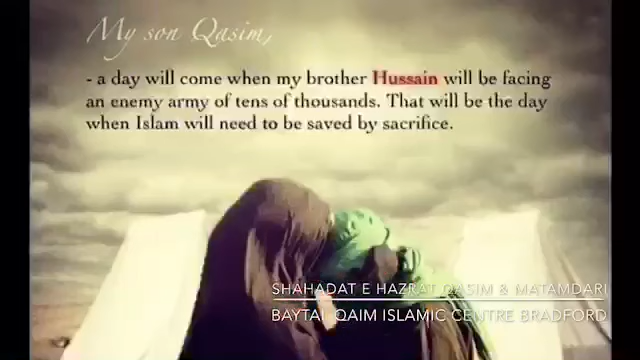 My son Qasim,
- a day will come when my brother Hussain will be facing
an enemy army of tens of thousands. That will be the day
when Islam will need to be saved by sacrifice.
SHAHADAT E HAZRAT QASIM & MATAMDARI
BAYTAL QAIM ISLAMIC CENTRE BRADFORD